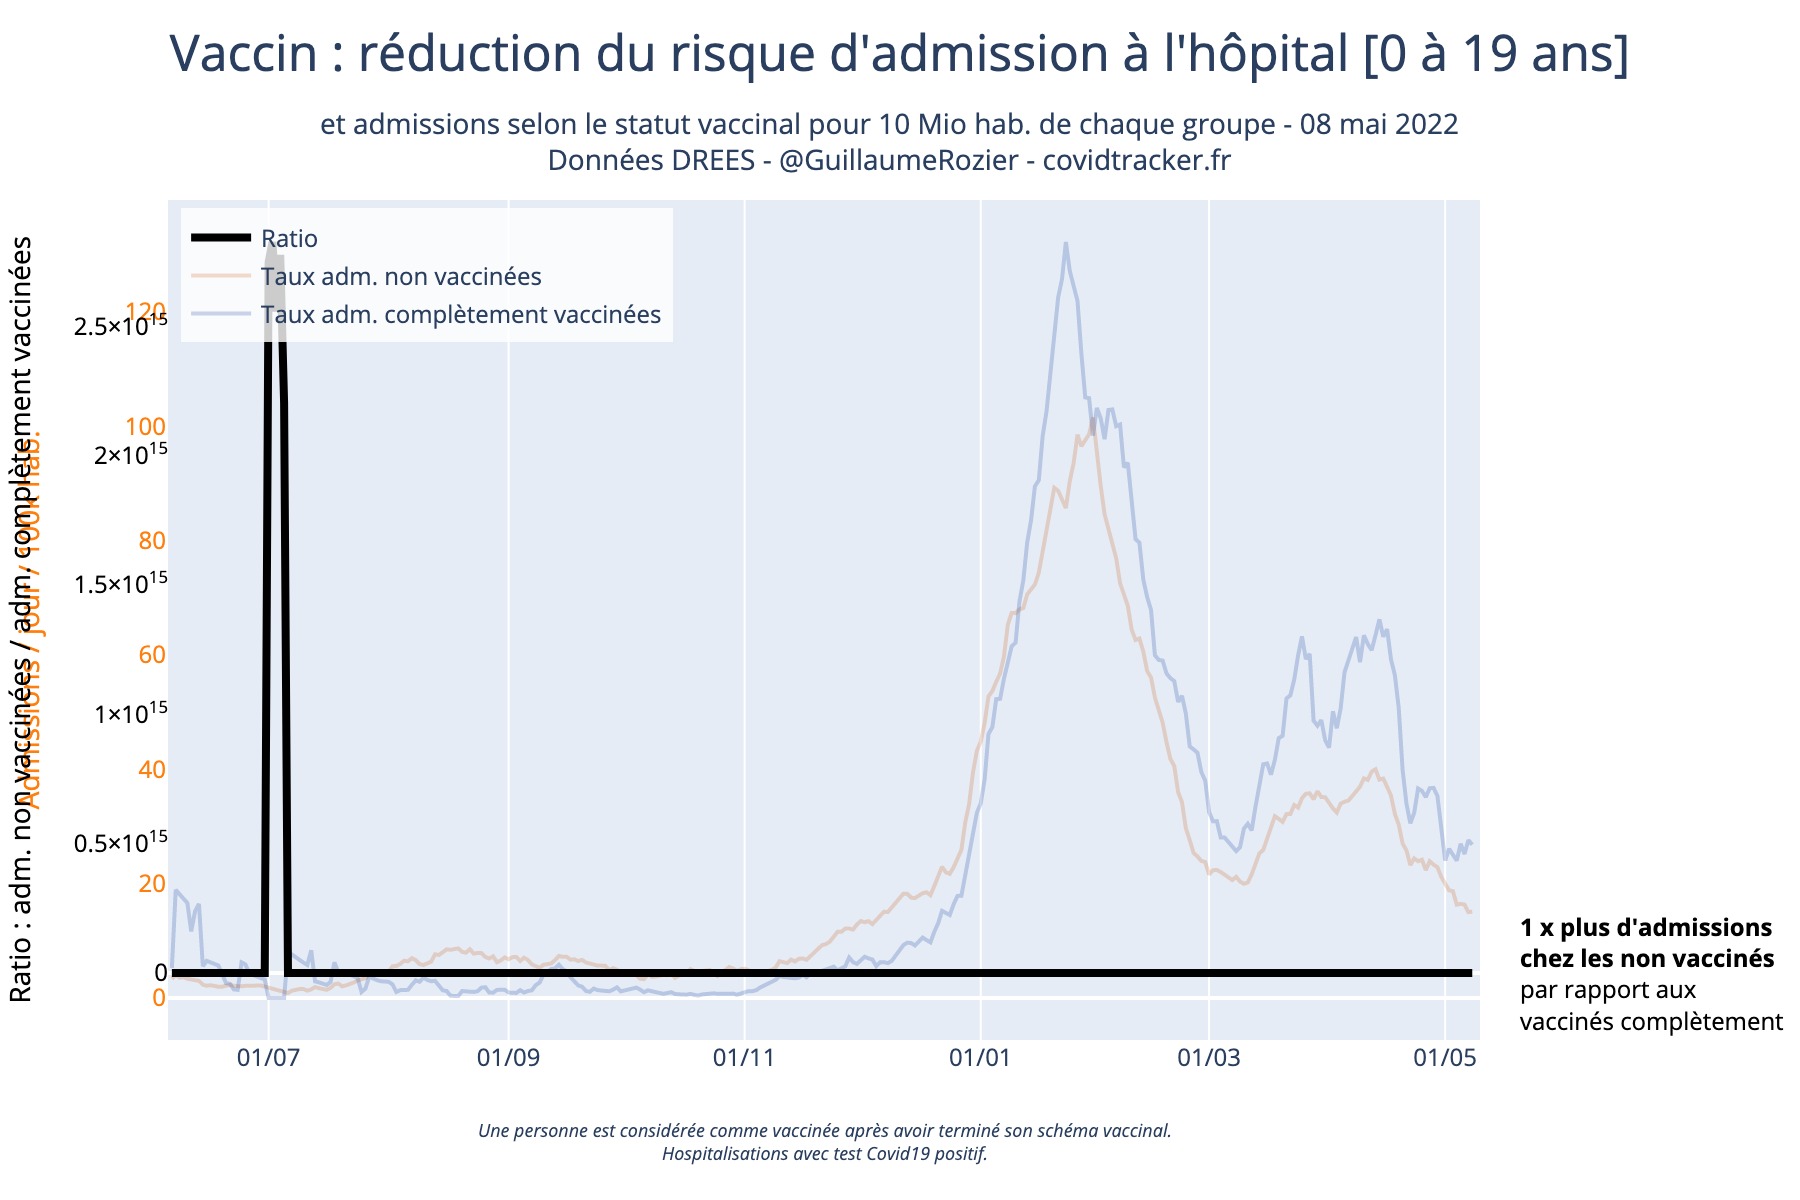 Vaccin : réduction du risque d'admission à l'hôpital [0 à 19 ans]
et admissions selon le statut vaccinal pour 10 Mio hab. de chaque groupe - 08 mai 2022
Données DREES - @GuillaumeRozier - covidtracker.fr
Ratio
Taux adm. non vaccinées
Taux adm. complètement vaccinées
Ratio : adm. non vaccinées / adm. complètement vaccinées
Admissions / jour / 100k hab.
120
2.5×10¹⁵
100
2×10¹⁵
80
1.5×10¹⁵
60
1×10¹⁵
40
0.5×10¹⁵
20
0
0
01/07 01/09 01/11 01/01 01/03 01/05
1 x plus d'admissions
chez les non vaccinés
par rapport aux
vaccinés complètement
Une personne est considérée comme vaccinée après avoir terminé son schéma vaccinal.
Hospitalisations avec test Covid19 positif.